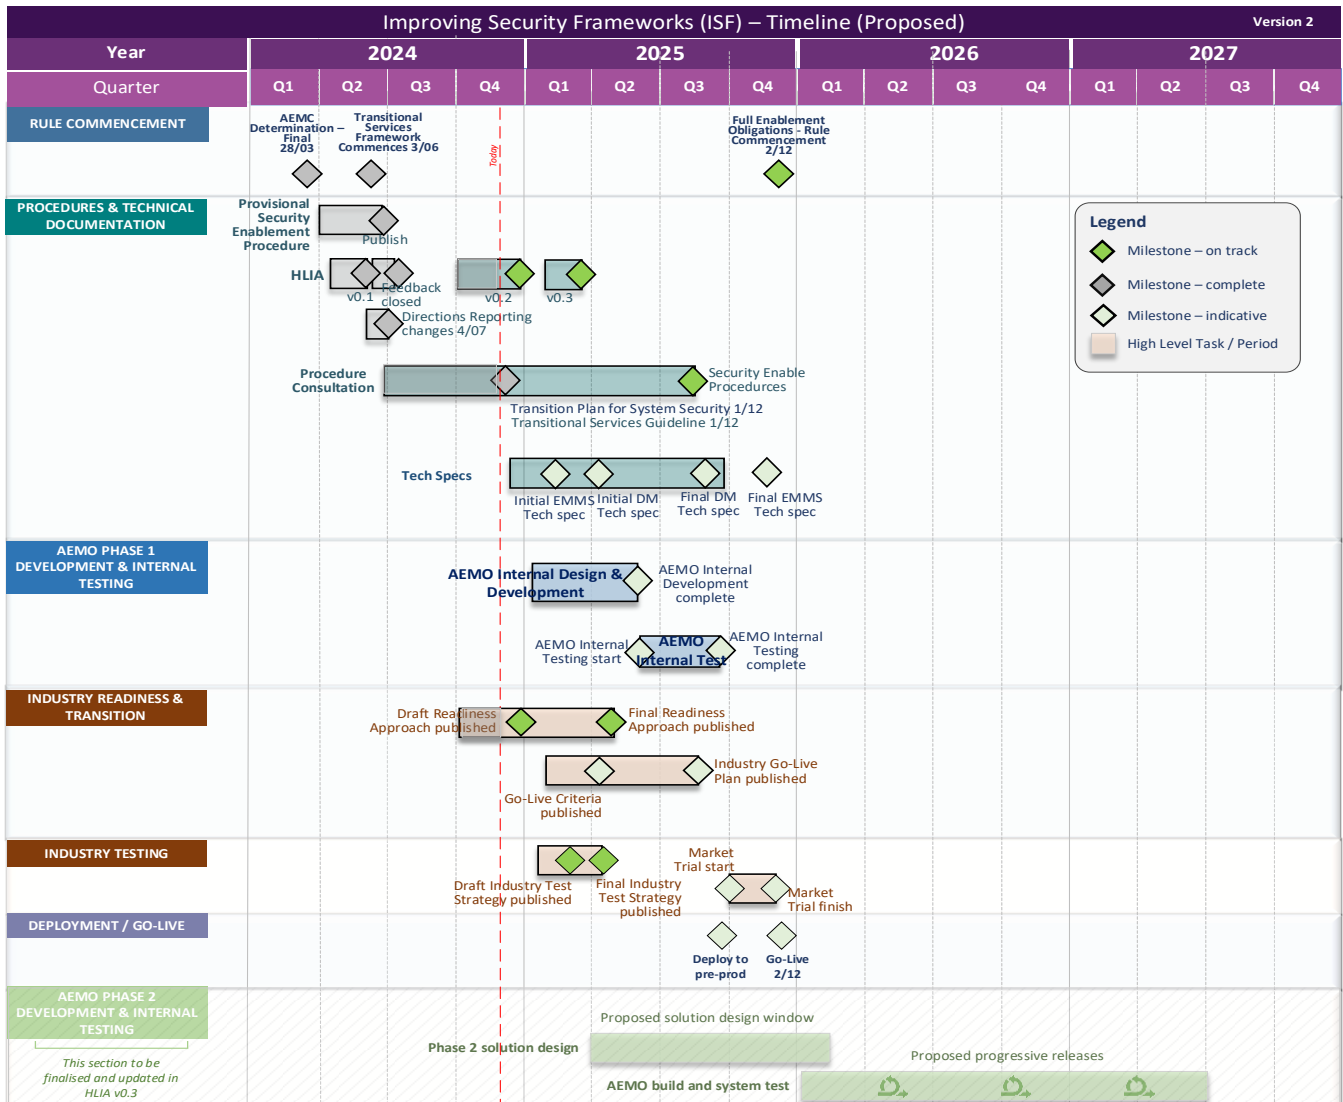 Improving Security Frameworks (ISF) – Timeline (Proposed)
Version 2
Year
2024
2025
2026
2027
Quarter
Q1
Q2
Q3
Q4
Q1
Q2
Q3
Q4
Q1
Q2
Q3
Q4
Q1
Q2
Q3
Q4
RULE COMMENCEMENT
AEMC
Determination –
Final
28/03
Transitional
Services
Framework
Commences 3/06
Today
Full Enablement
Obligations - Rule
Commencement
2/12
PROCEDURES & TECHNICAL
DOCUMENTATION
Provisional
Security
Enablement
Procedure
Publish
HLIA
v0.1
Feedback
closed
v0.2
v0.3
Directions Reporting
changes 4/07
Legend
Milestone – on track
Milestone – complete
Milestone – indicative
High Level Task / Period
Procedure
Consultation
Security Enable
Procedurces
Transition Plan for System Security 1/12
Transitional Services Guideline 1/12
Tech Specs
Initial EMMS
Tech spec
Initial DM
Tech spec
Final DM
Tech spec
Final EMMS
Tech spec
AEMO PHASE 1
DEVELOPMENT & INTERNAL
TESTING
AEMO Internal Design &
Development
AEMO Internal
Development
complete
AEMO Internal
Testing start
AEMO
Internal Test
AEMO Internal
Testing
complete
INDUSTRY READINESS &
TRANSITION
Draft Readiness
Approach published
Final Readiness
Approach published
Industry Go-Live
Plan published
Go-Live Criteria
published
INDUSTRY TESTING
Draft Industry Test
Strategy published
Final Industry
Test Strategy
published
Market
Trial start
Market
Trial finish
DEPLOYMENT / GO-LIVE
Deploy to
pre-prod
Go-Live
2/12
AEMO PHASE 2
DEVELOPMENT & INTERNAL
TESTING
This section to be
finalised and updated in
HLIA v0.3
Proposed solution design window
Phase 2 solution design
Proposed progressive releases
AEMO build and system test